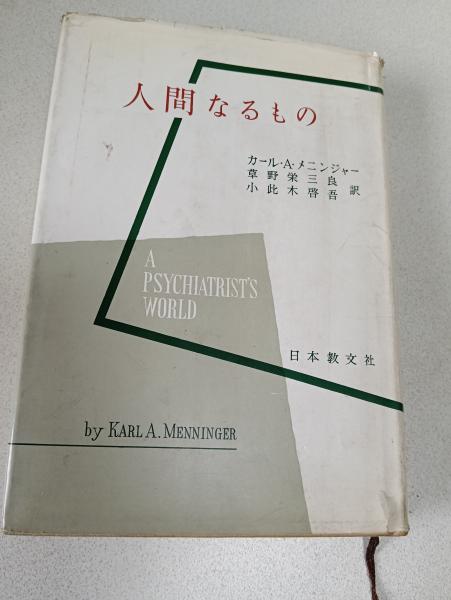 人間なるもの
カール・A・メニンジャー
草野栄三良
小此木啓吾 訳
A
PSYCHIATRIST'S
WORLD
日本教文社
by KARL A. MENNINGER